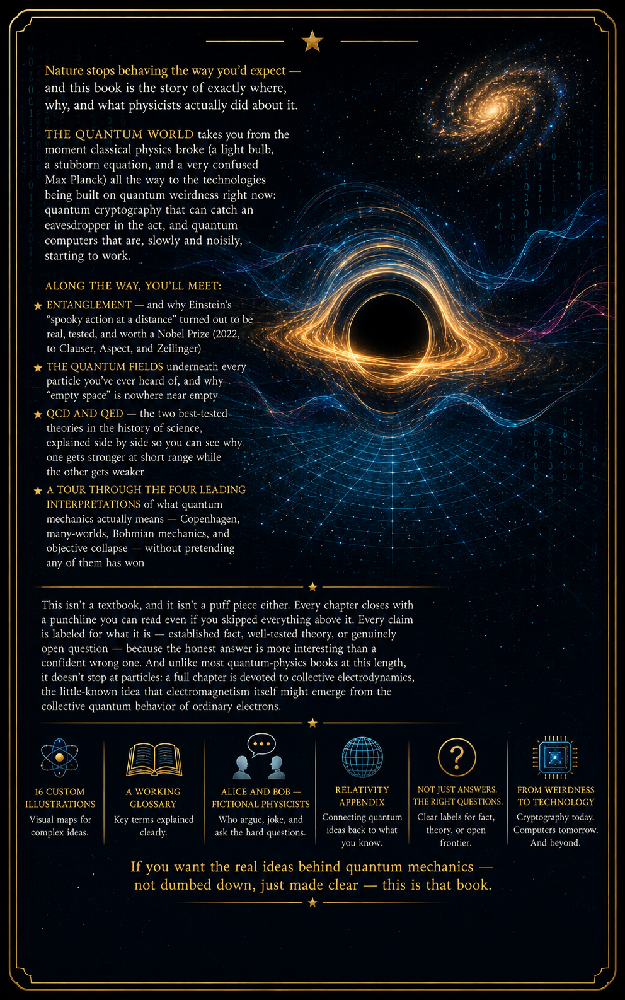 Nature stops behaving the way you’d expect —
and this book is the story of exactly where,
why, and what physicists actually did about it.
THE QUANTUM WORLD takes you from the
moment classical physics broke (a light bulb,
a stubborn equation, and a very confused
Max Planck) all the way to the technologies
being built on quantum weirdness right now:
quantum cryptography that can catch an
eavesdropper in the act, and quantum
computers that are, slowly and noisily,
starting to work.
ALONG THE WAY, YOU’LL MEET:
ENTANGLEMENT — and why Einstein’s
“spooky action at a distance” turned out to be
real, tested, and worth a Nobel Prize (2022,
to Clauser, Aspect, and Zeilinger)
THE QUANTUM FIELDS underneath every
particle you’ve ever heard of, and why
“empty space” is nowhere near empty
QCD AND QED — the two best-tested
theories in the history of science,
explained side by side so you can see why
one gets stronger at short range while
the other gets weaker
A TOUR THROUGH THE FOUR LEADING
INTERPRETATIONS of what quantum
mechanics actually means — Copenhagen,
many-worlds, Bohmian mechanics, and
objective collapse — without pretending
any of them has won
This isn’t a textbook, and it isn’t a puff piece either. Every chapter closes with
a punchline you can read even if you skipped everything above it. Every claim
is labeled for what it is — established fact, well-tested theory, or genuinely
open question — because the honest answer is more interesting than a
confident wrong one. And unlike most quantum-physics books at this length,
it doesn’t stop at particles: a full chapter is devoted to collective electrodynamics,
the little-known idea that electromagnetism itself might emerge from the
collective quantum behavior of ordinary electrons.
16 CUSTOM
ILLUSTRATIONS
Visual maps for
complex ideas.
A WORKING
GLOSSARY
Key terms explained
clearly.
ALICE AND BOB —
FICTIONAL PHYSICISTS
Who argue, joke, and
ask the hard questions.
RELATIVITY
APPENDIX
Connecting quantum
ideas back to what
you know.
?
NOT JUST ANSWERS.
THE RIGHT QUESTIONS.
Clear labels for fact,
theory, or open
frontier.
FROM WEIRDNESS
TO TECHNOLOGY
Cryptography today.
Computers tomorrow.
And beyond.
If you want the real ideas behind quantum mechanics —
not dumbed down, just made clear — this is that book.